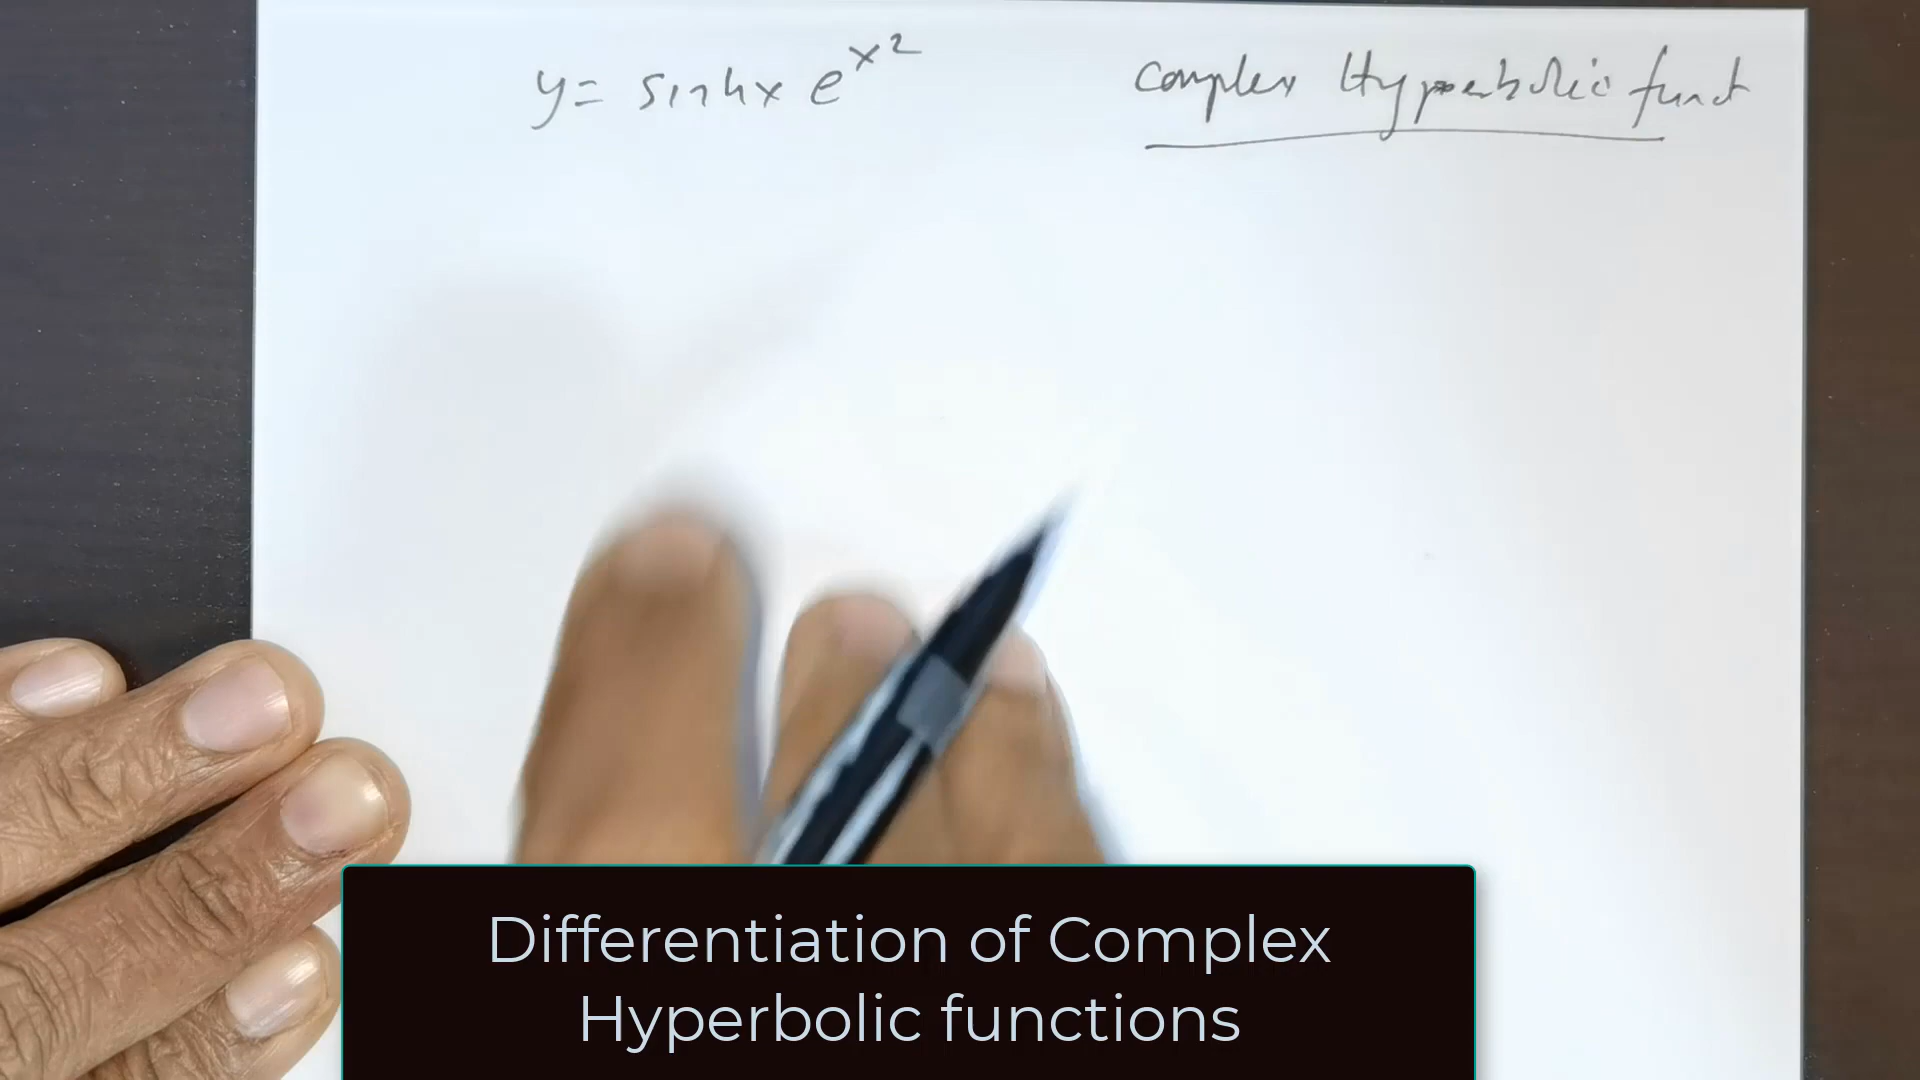 y = sinhx e^x^2
Complex Hyperbolic funct
Differentiation of Complex
Hyperbolic functions